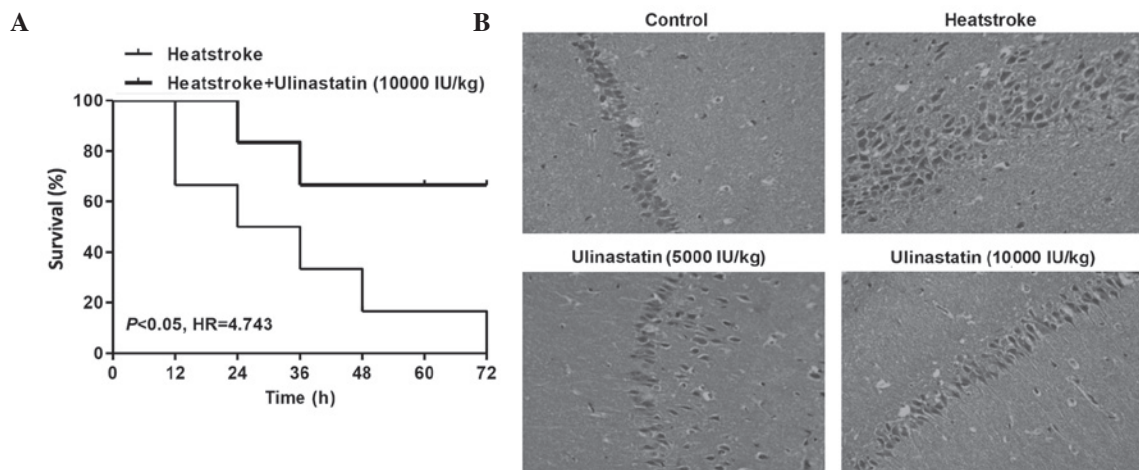 A
Heatstroke
Heatstroke+Ulinastatin (10000 IU/kg)
Survival (%)
100
80
60
40
20
0
P<0.05, HR=4.743
0 12 24 36 48 60 72
Time (h)
B
Control
Heatstroke
Ulinastatin (5000 IU/kg)
Ulinastatin (10000 IU/kg)